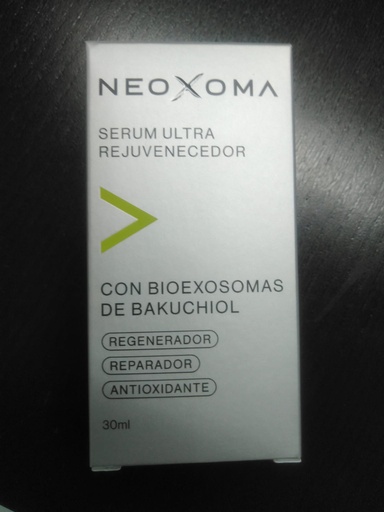 NEOXOMA
SERUM ULTRA
REJUVENECEDOR
CON BIOEXOSOMAS
DE BAKUCHIOL
REGENERADOR
REPARADOR
ANTIOXIDANTE
30ml